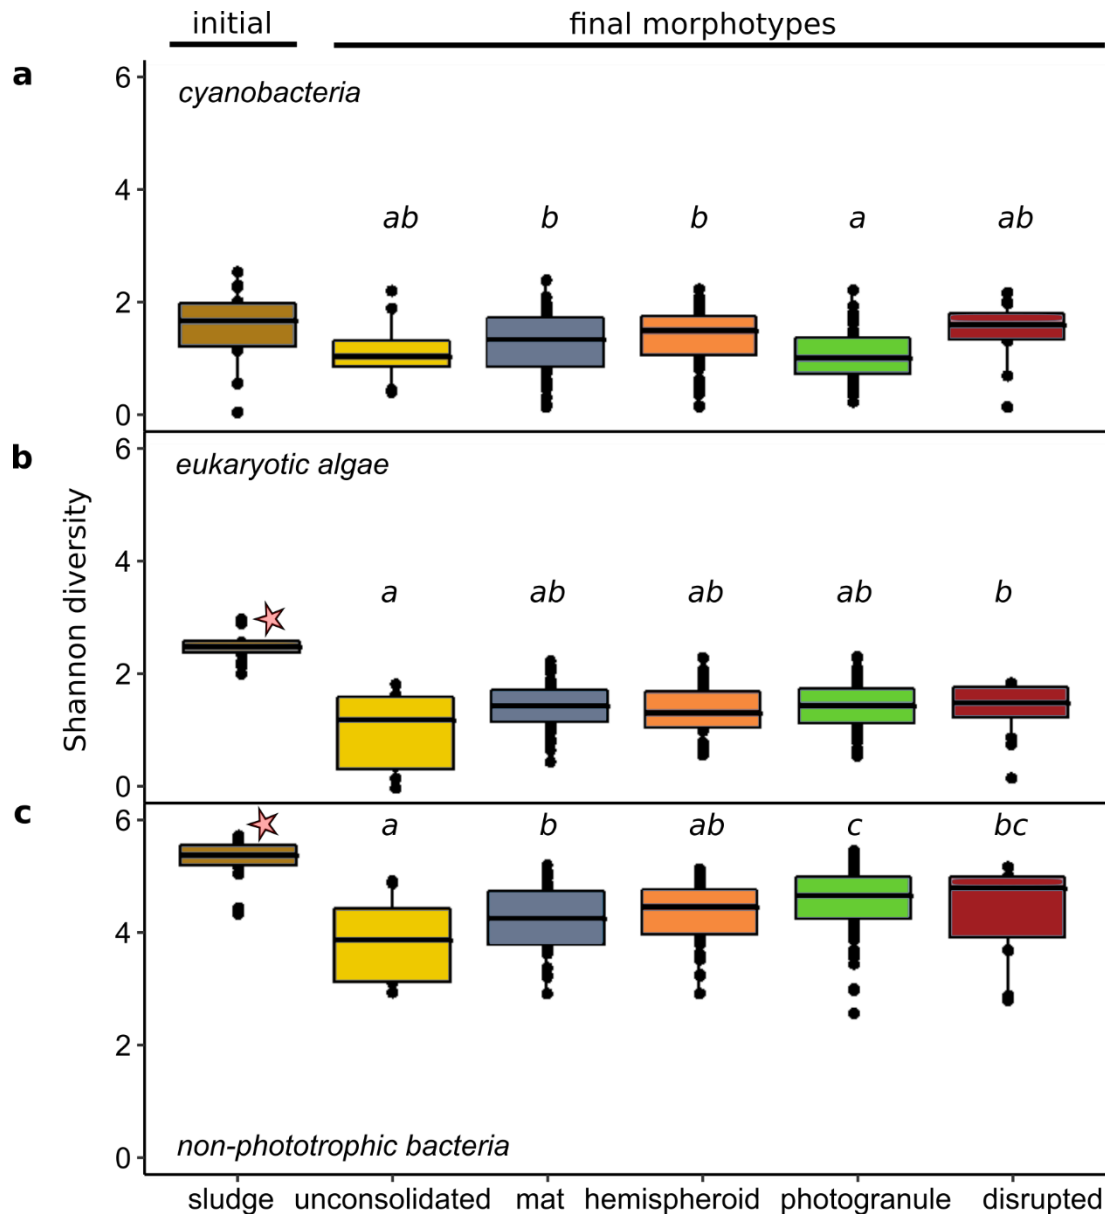 initial final morphotypes
a
6
cyanobacteria
4
ab b b a ab
2
0
b
6
eukaryotic algae
4
a ab ab ab b
2
0
Shannon diversity
c
6
a b ab c bc
4
2
non-phototrophic bacteria
0
sludge unconsolidated mat hemispheroid photogranule disrupted